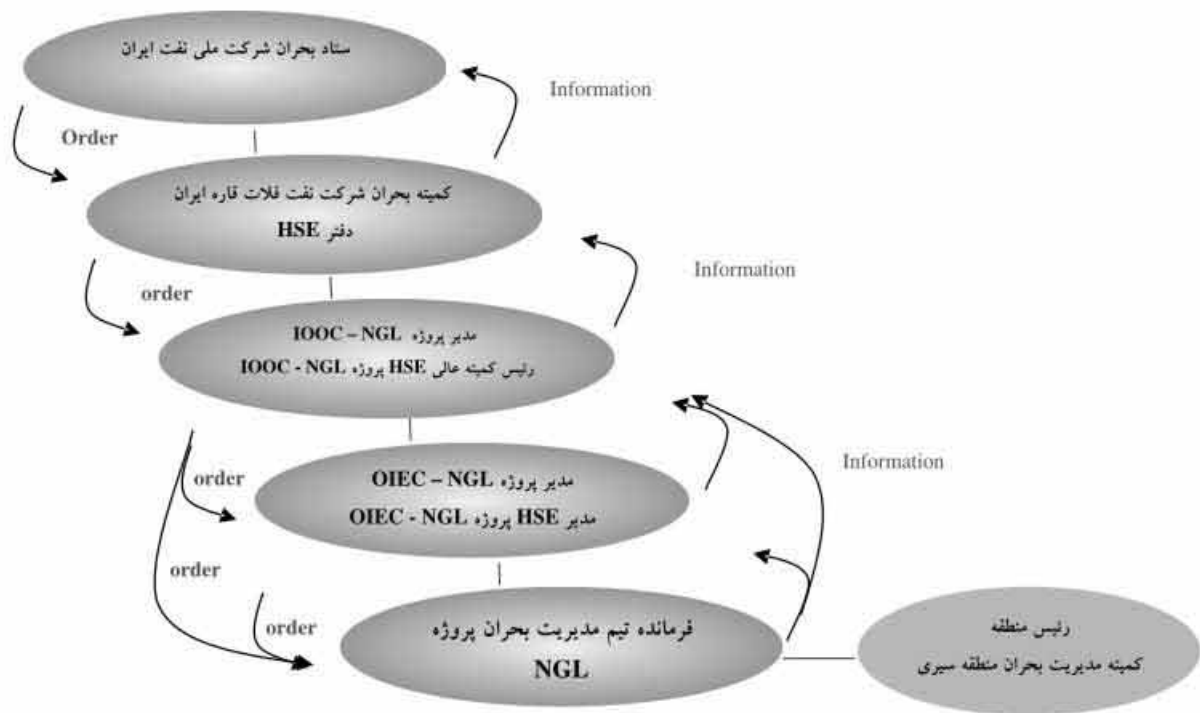 ستاد بحران شرکت ملی نفت ایران
Information
Order
کمیته بحران شرکت نفت فلات قاره ایران
دفتر HSE
Information
order
مدیر پروژه IOOC – NGL
رئیس کمیته عالی HSE پروژه IOOC - NGL
Information
order
مدیر پروژه OIEC – NGL
مدیر HSE پروژه OIEC - NGL
order
order
فرمانده تیم مدیریت بحران پروژه
NGL
رئیس منطقه
کمیته مدیریت بحران منطقه سیری